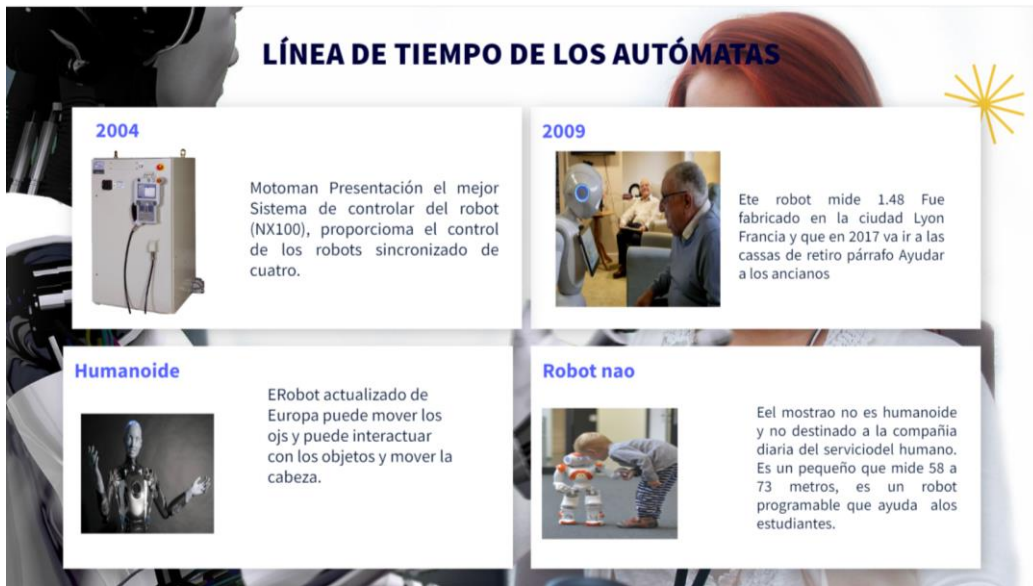 LÍNEA DE TIEMPO DE LOS AUTÓMATAS
2004
Motoman Presentación el mejor
Sistema de controlar del robot
(NX100), proporcioma el control
de los robots sincronizado de
cuatro.
2009
Ete robot mide 1.48 Fue
fabricado en la ciudad Lyon
Francia y que en 2017 va ir a las
cassas de retiro párrafo Ayudar
a los ancianos
Humanoide
ERobot actualizado de
Europa puede mover los
ojs y puede interactuar
con los objetos y mover la
cabeza.
Robot nao
Eel mostrao no es humanoide
y no destinado a la compañia
diaria del serviciodel humano.
Es un pequeño que mide 58 a
73 metros, es un robot
programable que ayuda alos
estudiantes.